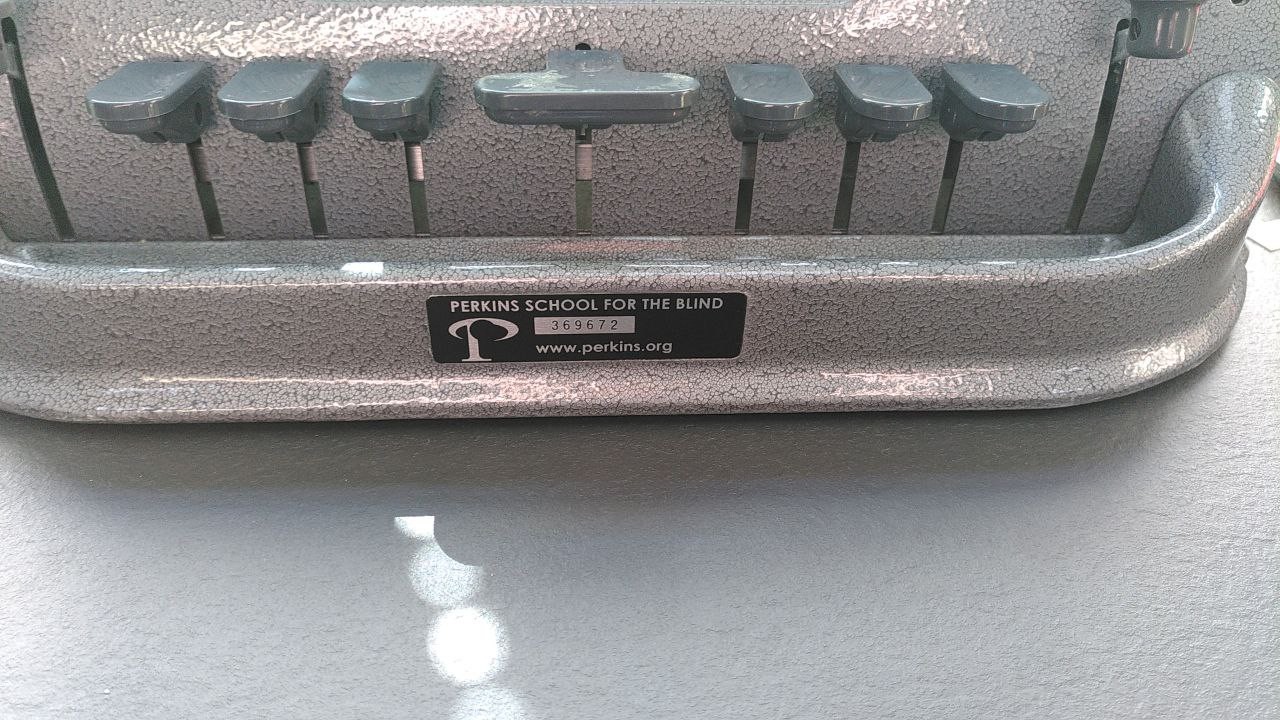 PERKINS SCHOOL FOR THE BLIND
369672
www.perkins.org